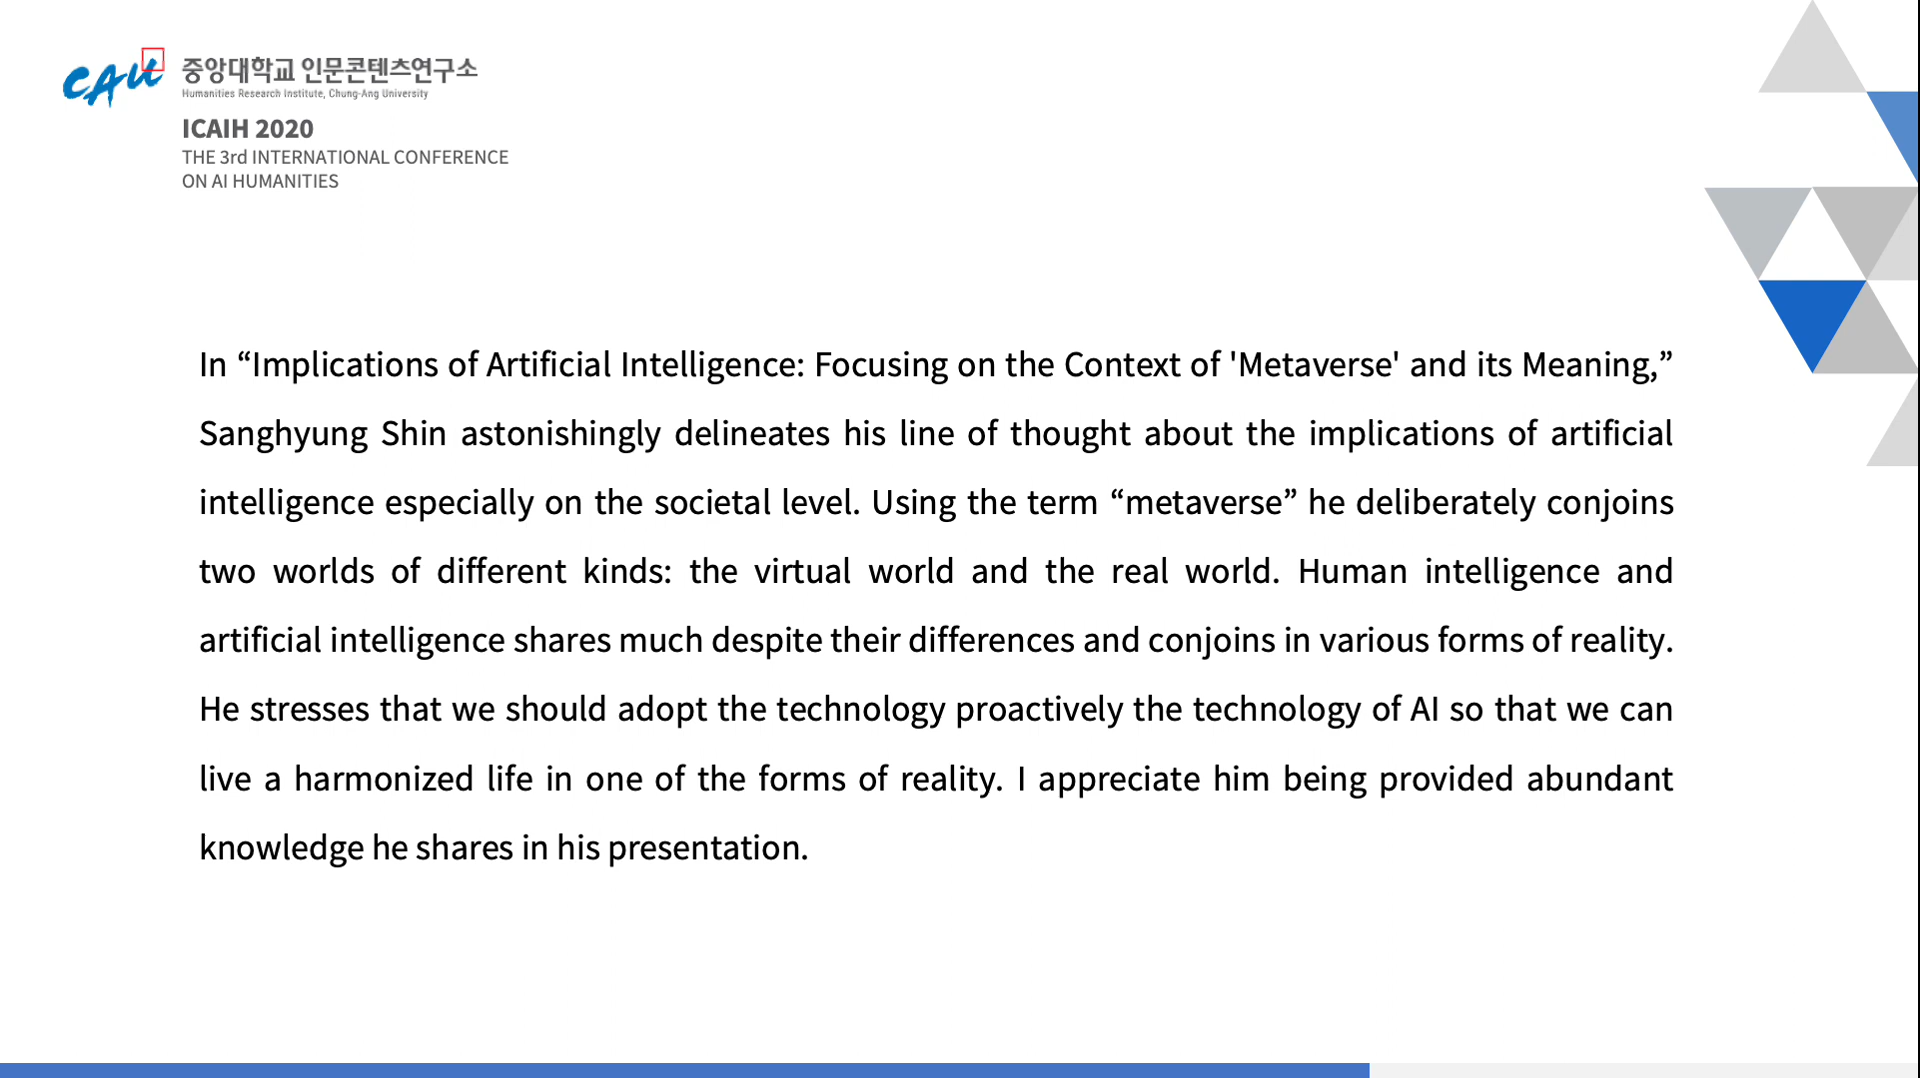 CAU
중앙대학교 인문콘텐츠연구소
Humanities Research Institute, Chung-Ang University
ICAIH 2020
THE 3rd INTERNATIONAL CONFERENCE
ON AI HUMANITIES
In “Implications of Artificial Intelligence: Focusing on the Context of 'Metaverse' and its Meaning,”
Sanghyung Shin astonishingly delineates his line of thought about the implications of artificial
intelligence especially on the societal level. Using the term “metaverse” he deliberately conjoins
two worlds of different kinds: the virtual world and the real world. Human intelligence and
artificial intelligence shares much despite their differences and conjoins in various forms of reality.
He stresses that we should adopt the technology proactively the technology of AI so that we can
live a harmonized life in one of the forms of reality. I appreciate him being provided abundant
knowledge he shares in his presentation.